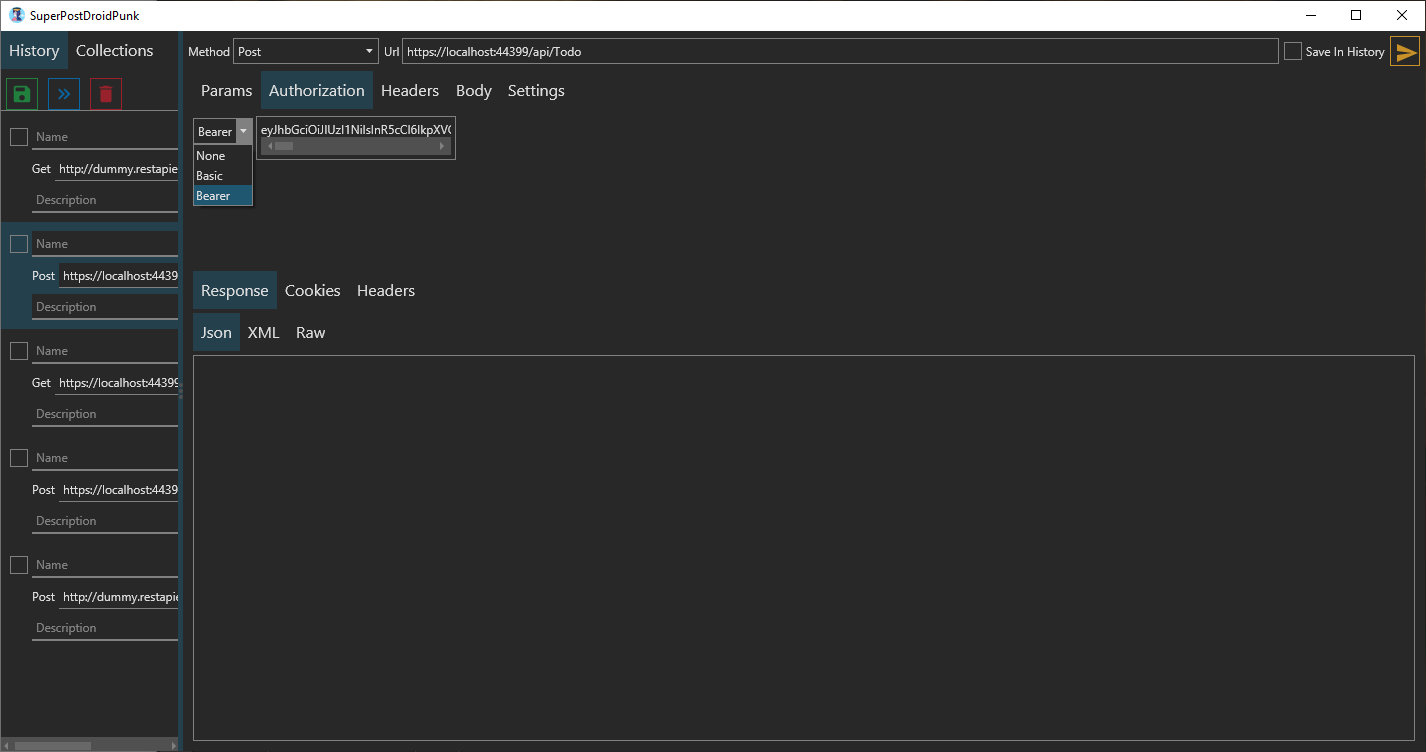 SuperPostDroidPunk
History Collections
Method Post Url https://localhost:44399/api/Todo Save In History
Params Authorization Headers Body Settings
Bearer
None
Basic
Bearer
Name
Get http://dummy.restapie
Description
Name
Post https://localhost:4439
Description
Name
Get https://localhost:44399
Description
Name
Post https://localhost:4439
Description
Name
Post http://dummy.restapie
Description
Response Cookies Headers
Json XML Raw